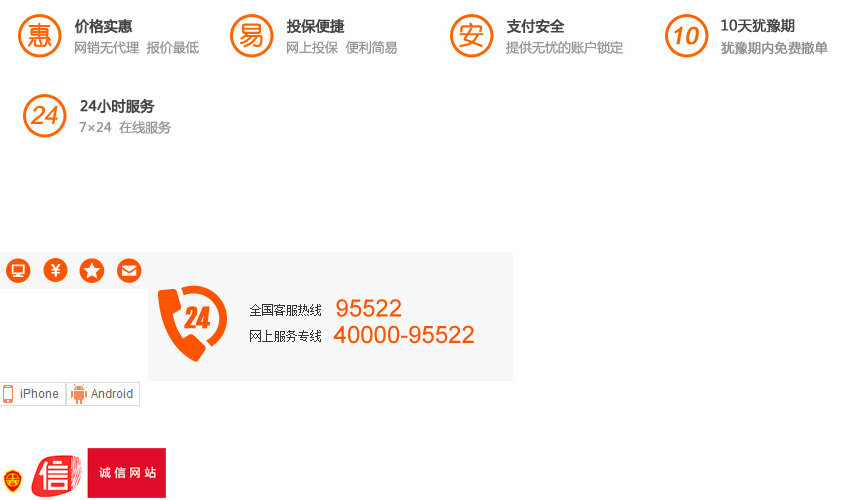 惠 价格实惠
网销无代理 报价最低
易 投保便捷
网上投保 便利简易
安 支付安全
提供无忧的账户锁定
10 10天犹豫期
犹豫期内免费撤单
24 24小时服务
7×24 在线服务
¥
24
全国客服热线 95522
网上服务专线 40000-95522
iPhone
Android
信
诚信网站